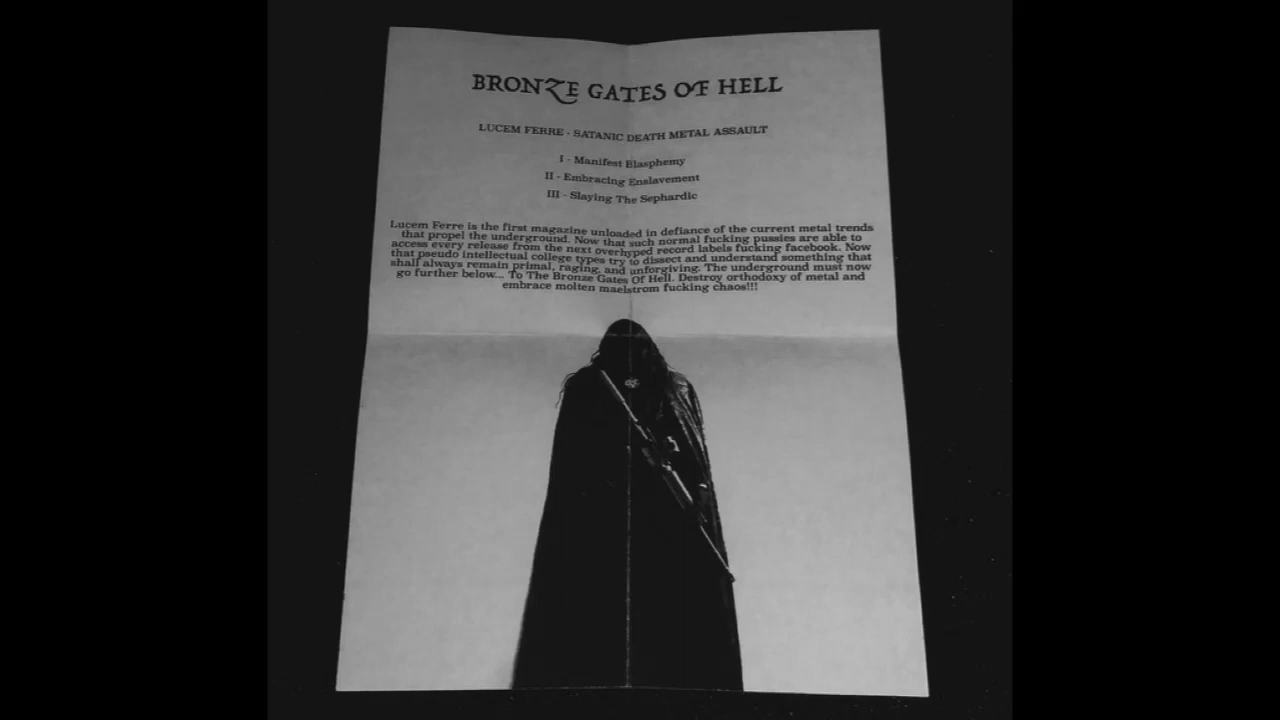 BRONZE GATES OF HELL
LUCEM FERRE - SATANIC DEATH METAL ASSAULT
I - Manifest Blasphemy
II - Embracing Enslavement
III - Slaying The Sephardic
Lucem Ferre is the first magazine unloaded in defiance of the current metal trends
that propel the underground. Now that such normal fucking pussies are able to
access every release from the next overhyped record labels fucking facebook. Now
that pseudo intellectual college types try to dissect and understand something that
shall always remain primal, raging, and unforgiving. The underground must now
go further below... To The Bronze Gates Of Hell. Destroy orthodoxy of metal and
embrace molten maelstrom fucking chaos!!!